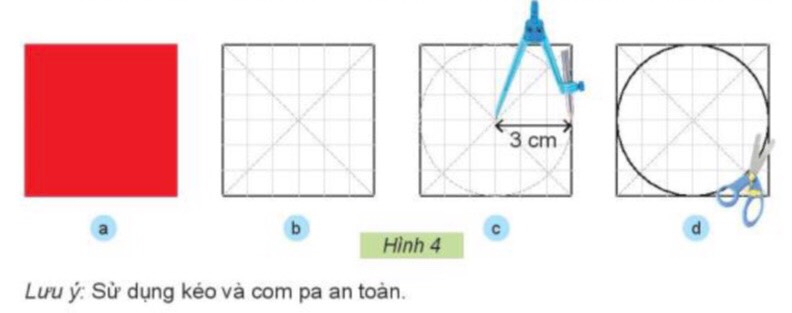 3 cm
a b c d
Hình 4
Lưu ý: Sử dụng kéo và com pa an toàn.